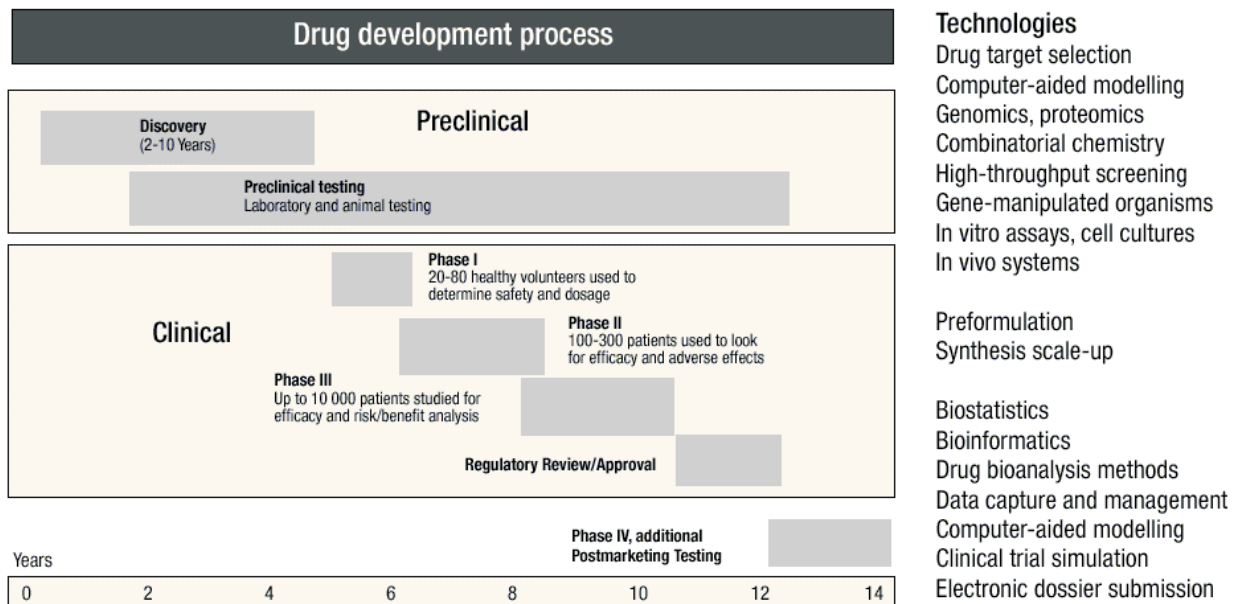 Drug development process
Preclinical
Discovery
(2-10 Years)
Preclinical testing
Laboratory and animal testing
Clinical
Phase I
20-80 healthy volunteers used to
determine safety and dosage
Phase II
100-300 patients used to look
for efficacy and adverse effects
Phase III
Up to 10 000 patients studied for
efficacy and risk/benefit analysis
Regulatory Review/Approval
Phase IV, additional
Postmarketing Testing
Years
0 2 4 6 8 10 12 14
Technologies
Drug target selection
Computer-aided modelling
Genomics, proteomics
Combinatorial chemistry
High-throughput screening
Gene-manipulated organisms
In vitro assays, cell cultures
In vivo systems
Preformulation
Synthesis scale-up
Biostatistics
Bioinformatics
Drug bioanalysis methods
Data capture and management
Computer-aided modelling
Clinical trial simulation
Electronic dossier submission